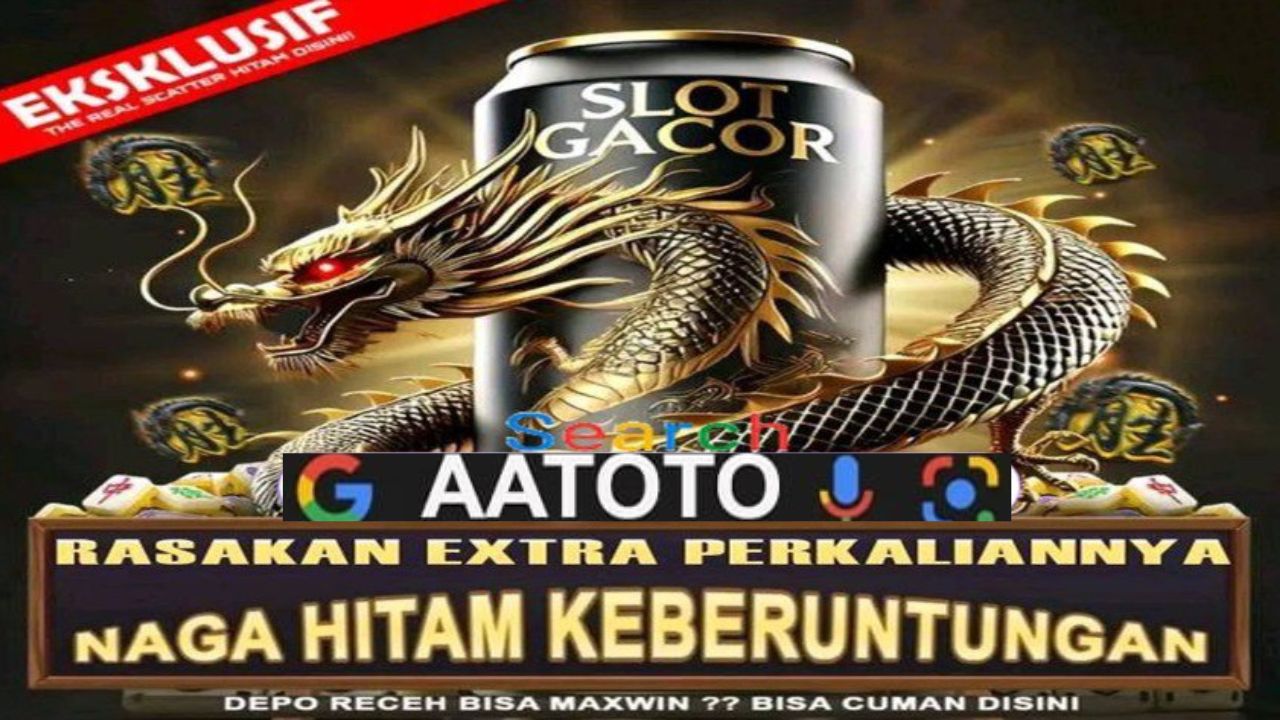 EKSKLUSIF
THE REAL SCATTER HITAM DISINI!!
SLOT
GACOR
Search
G AATOTO
RASAKAN EXTRA PERKALIANNYA
NAGA HITAM KEBERUNTUNGAN
DEPO RECEH BISA MAXWIN ?? BISA CUMAN DISINI